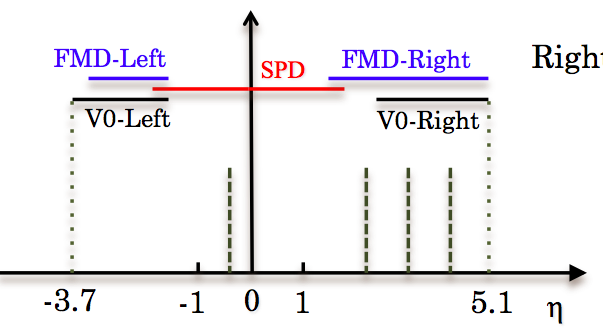 FMD-Left
SPD
FMD-Right
Right
V0-Left
V0-Right
-3.7
-1
0
1
5.1
η